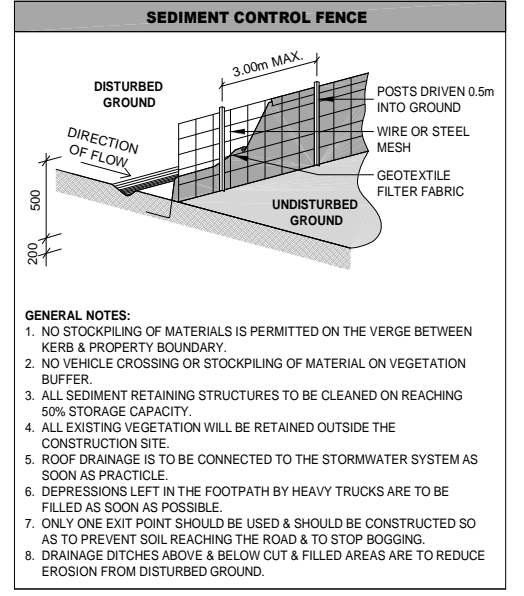 SEDIMENT CONTROL FENCE
3.00m MAX.
DISTURBED
GROUND
POSTS DRIVEN 0.5m
INTO GROUND
WIRE OR STEEL
MESH
DIRECTION
OF FLOW
GEOTEXTILE
FILTER FABRIC
UNDISTURBED
GROUND
500
200
GENERAL NOTES:
1. NO STOCKPILING OF MATERIALS IS PERMITTED ON THE VERGE BETWEEN
KERB & PROPERTY BOUNDARY.
2. NO VEHICLE CROSSING OR STOCKPILING OF MATERIAL ON VEGETATION
BUFFER.
3. ALL SEDIMENT RETAINING STRUCTURES TO BE CLEANED ON REACHING
50% STORAGE CAPACITY.
4. ALL EXISTING VEGETATION WILL BE RETAINED OUTSIDE THE
CONSTRUCTION SITE.
5. ROOF DRAINAGE IS TO BE CONNECTED TO THE STORMWATER SYSTEM AS
SOON AS PRACTICLE.
6. DEPRESSIONS LEFT IN THE FOOTPATH BY HEAVY TRUCKS ARE TO BE
FILLED AS SOON AS POSSIBLE.
7. ONLY ONE EXIT POINT SHOULD BE USED & SHOULD BE CONSTRUCTED SO
AS TO PREVENT SOIL REACHING THE ROAD & TO STOP BOGGING.
8. DRAINAGE DITCHES ABOVE & BELOW CUT & FILLED AREAS ARE TO REDUCE
EROSION FROM DISTURBED GROUND.